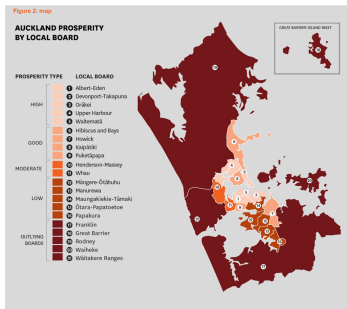 Figure 2: map
AUCKLAND PROSPERITY
BY LOCAL BOARD
GREAT BARRIER ISLAND INSET
PROSPERITY TYPE LOCAL BOARD
HIGH
1 Albert-Eden
2 Devonport-Takapuna
3 Ōrākei
4 Upper Harbour
5 Waitematā
GOOD
6 Hibiscus and Bays
7 Howick
8 Kaipātiki
9 Puketāpapa
MODERATE
10 Henderson-Massey
11 Whau
LOW
12 Māngere-Ōtāhuhu
13 Manurewa
14 Maungakiekie-Tāmaki
15 Ōtara-Papatoetoe
16 Papakura
OUTLYING
BOARDS
17 Franklin
18 Great Barrier
19 Rodney
20 Waiheke
21 Waitākere Ranges